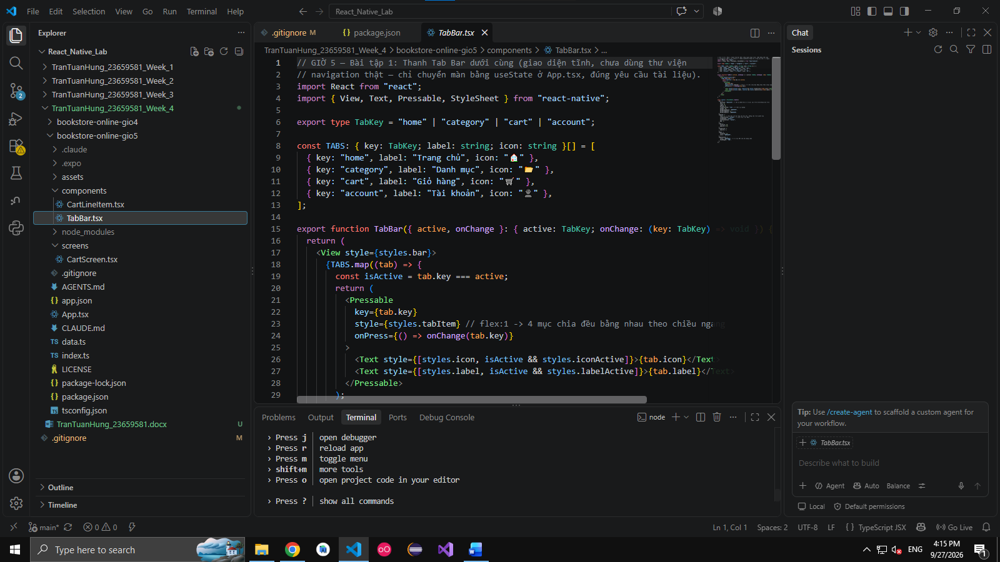 File Edit Selection View Go Run Terminal Help
React_Native_Lab
Explorer
React_Native_Lab
TranTuanHung_23659581_Week_1
TranTuanHung_23659581_Week_2
TranTuanHung_23659581_Week_3
TranTuanHung_23659581_Week_4
bookstore-online-gio4
bookstore-online-gio5
.claude
.expo
assets
components
CartLineItem.tsx
TabBar.tsx
node_modules
screens
CartScreen.tsx
.gitignore
AGENTS.md
app.json
App.tsx
CLAUDE.md
TS data.ts
TS index.ts
LICENSE
package-lock.json
package.json
tsconfig.json
TranTuanHung_23659581.docx U
.gitignore M
Outline
Timeline
2
.gitignore M package.json TabBar.tsx
TranTuanHung_23659581_Week_4 > bookstore-online-gio5 > components > TabBar.tsx > ...
1 // GIỜ 5 — Bài tập 1: Thanh Tab Bar dưới cùng (giao diện tĩnh, chưa dùng thư viện
2 // navigation thật — chỉ chuyển màn bằng useState ở App.tsx, đúng yêu cầu tài liệu).
3 import React from "react";
4 import { View, Text, Pressable, StyleSheet } from "react-native";
5
6 export type TabKey = "home" | "category" | "cart" | "account";
7
8 const TABS: { key: TabKey; label: string; icon: string }[] = [
9 { key: "home", label: "Trang chủ", icon: "🏠" },
10 { key: "category", label: "Danh mục", icon: "📂" },
11 { key: "cart", label: "Giỏ hàng", icon: "🛒" },
12 { key: "account", label: "Tài khoản", icon: "👤" },
13 ];
14
15 export function TabBar({ active, onChange }: { active: TabKey; onChange: (key: TabKey) => void }) {
16 return (
17 <View style={styles.bar}>
18 {TABS.map((tab) => {
19 const isActive = tab.key === active;
20 return (
21 <Pressable
22 key={tab.key}
23 style={styles.tabItem} // flex:1 -> 4 mục chia đều bằng nhau theo chiều ngang
24 onPress={() => onChange(tab.key)}
25 >
26 <Text style={[styles.icon, isActive && styles.iconActive]}>{tab.icon}</Text>
27 <Text style={[styles.label, isActive && styles.labelActive]}>{tab.label}</Text>
28 </Pressable>
29 );
Problems Output Terminal Ports Debug Console
node
› Press j │ open debugger
› Press r │ reload app
› Press m │ toggle menu
› shift+m │ more tools
› Press o │ open project code in your editor
› Press ? │ show all commands
Chat
Sessions
Tip: Use /create-agent to scaffold a custom agent for
your workflow.
TabBar.tsx
Describe what to build
Agent Auto Balance
Local Default permissions
main* 0 0
Ln 1, Col 1 Spaces: 2 UTF-8 LF { } TypeScript JSX Go Live
Type here to search
ENG
4:15 PM
9/27/2026
1